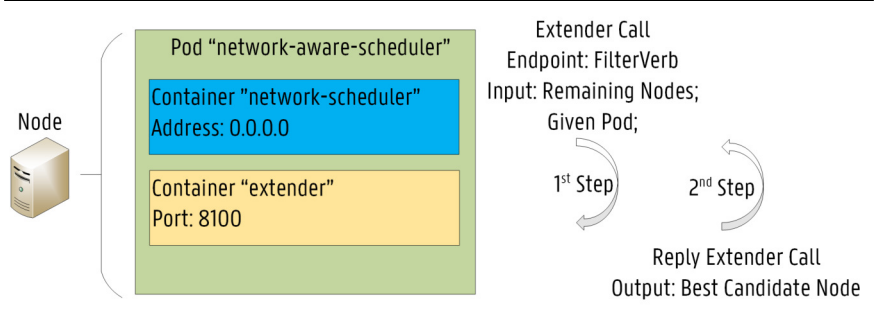 Node
Pod “network-aware-scheduler”
Container ”network-scheduler”
Address: 0.0.0.0
Container “extender”
Port: 8100
Extender Call
Endpoint: FilterVerb
Input: Remaining Nodes;
Given Pod;
1st Step
2nd Step
Reply Extender Call
Output: Best Candidate Node